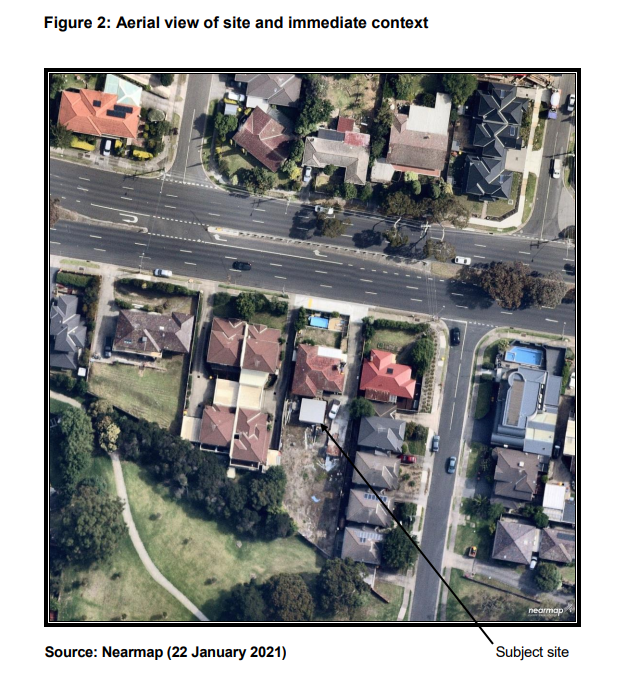 Figure 2: Aerial view of site and immediate context
nearmap
Source: Nearmap (22 January 2021)
Subject site